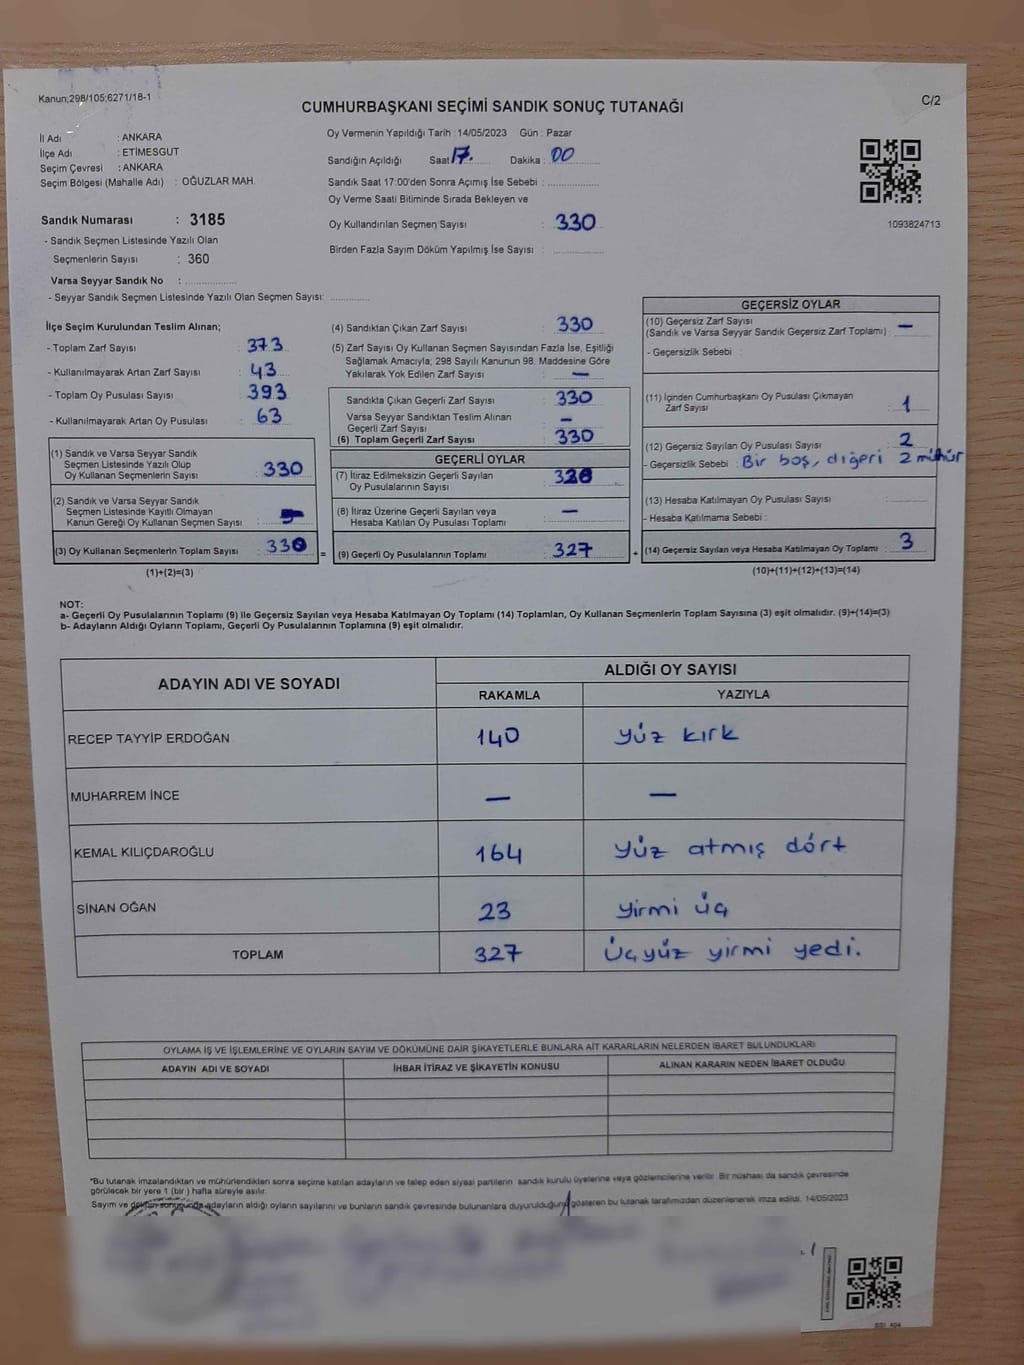 Kanun;298/105;6271/18-1
CUMHURBAŞKANI SEÇİMİ SANDIK SONUÇ TUTANAĞI
C/2
İl Adı : ANKARA
İlçe Adı : ETİMESGUT
Seçim Çevresi : ANKARA
Seçim Bölgesi (Mahalle Adı) : OĞUZLAR MAH.
Oy Vermenin Yapıldığı Tarih : 14/05/2023 Gün : Pazar
Sandığın Açıldığı Saat 17. Dakika : 00
Sandık Saat 17:00'den Sonra Açımış İse Sebebi :
Oy Verme Saati Bitiminde Sırada Bekleyen ve
Oy Kullandırılan Seçmen Sayısı : 330
Birden Fazla Sayım Döküm Yapılmış İse Sayısı :
1093824713
Sandık Numarası : 3185
- Sandık Seçmen Listesinde Yazılı Olan
Seçmenlerin Sayısı : 360
Varsa Seyyar Sandık No :
- Seyyar Sandık Seçmen Listesinde Yazılı Olan Seçmen Sayısı:
İlçe Seçim Kurulundan Teslim Alınan;
- Toplam Zarf Sayısı : 373
- Kullanılmayarak Artan Zarf Sayısı : 43
- Toplam Oy Pusulası Sayısı : 393
- Kullanılmayarak Artan Oy Pusulası : 63
(1) Sandık ve Varsa Seyyar Sandık
Seçmen Listesinde Yazılı Olup
Oy Kullanan Seçmenlerin Sayısı : 330
(2) Sandık ve Varsa Seyyar Sandık
Seçmen Listesinde Kayıtlı Olmayan
Kanun Gereği Oy Kullanan Seçmen Sayısı :
(3) Oy Kullanan Seçmenlerin Toplam Sayısı : 330
(1)+(2)=(3)
(4) Sandıktan Çıkan Zarf Sayısı : 330
(5) Zarf Sayısı Oy Kullanan Seçmen Sayısından Fazla İse, Eşitliği
Sağlamak Amacıyla; 298 Sayılı Kanunun 98. Maddesine Göre
Yakılarak Yok Edilen Zarf Sayısı : —
Sandıkta Çıkan Geçerli Zarf Sayısı : 330
Varsa Seyyar Sandıktan Teslim Alınan
Geçerli Zarf Sayısı : —
(6) Toplam Geçerli Zarf Sayısı : 330
GEÇERLİ OYLAR
(7) İtiraz Edilmeksizin Geçerli Sayılan
Oy Pusulalarının Sayısı :
(8) İtiraz Üzerine Geçerli Sayılan veya
Hesaba Katılan Oy Pusulası Toplamı : —
= (9) Geçerli Oy Pusulalarının Toplamı : 327 +
GEÇERSİZ OYLAR
(10) Geçersiz Zarf Sayısı
(Sandık ve Varsa Seyyar Sandık Geçersiz Zarf Toplamı) : —
- Geçersizlik Sebebi :
(11) İçinden Cumhurbaşkanı Oy Pusulası Çıkmayan
Zarf Sayısı : 1
(12) Geçersiz Sayılan Oy Pusulası Sayısı : 2
- Geçersizlik Sebebi : Bir boş, diğeri 2 mühür
(13) Hesaba Katılmayan Oy Pusulası Sayısı :
- Hesaba Katılmama Sebebi :
(14) Geçersiz Sayılan veya Hesaba Katılmayan Oy Toplamı : 3
(10)+(11)+(12)+(13)=(14)
NOT:
a- Geçerli Oy Pusulalarının Toplamı (9) ile Geçersiz Sayılan veya Hesaba Katılmayan Oy Toplamı (14) Toplamları, Oy Kullanan Seçmenlerin Toplam Sayısına (3) eşit olmalıdır. (9)+(14)=(3)
b- Adayların Aldığı Oyların Toplamı, Geçerli Oy Pusulalarının Toplamına (9) eşit olmalıdır.
ADAYIN ADI VE SOYADI
ALDIĞI OY SAYISI
RAKAMLA YAZIYLA
RECEP TAYYİP ERDOĞAN 140 yüz kırk
MUHARREM İNCE — —
KEMAL KILIÇDAROĞLU 164 yüz atmış dört
SİNAN OĞAN 23 yirmi üç
TOPLAM 327 Üçyüz yirmi yedi.
OYLAMA İŞ VE İŞLEMLERİNE VE OYLARIN SAYIM VE DÖKÜMÜNE DAİR ŞİKAYETLERLE BUNLARA AİT KARARLARIN NELERDEN İBARET BULUNDUKLARI
ADAYIN ADI VE SOYADI İHBAR İTİRAZ VE ŞİKAYETİN KONUSU ALINAN KARARIN NEDEN İBARET OLDUĞU
*Bu tutanak imzalandıktan ve mühürlendikten sonra seçime katılan adayların ve talep eden siyasi partilerin sandık kurulu üyelerine veya gözlemcilerine verilir. Bir nüshası da sandık çevresinde
görülecek bir yere 1 (bir) hafta süreyle asılır.
Sayım ve döküm sonucunda adayların aldığı oyların sayılarını ve bunların sandık çevresinde bulunanlara duyurulduğunu gösteren bu tutanak tarafımızdan düzenlenerek imza edildi. 14/05/2023